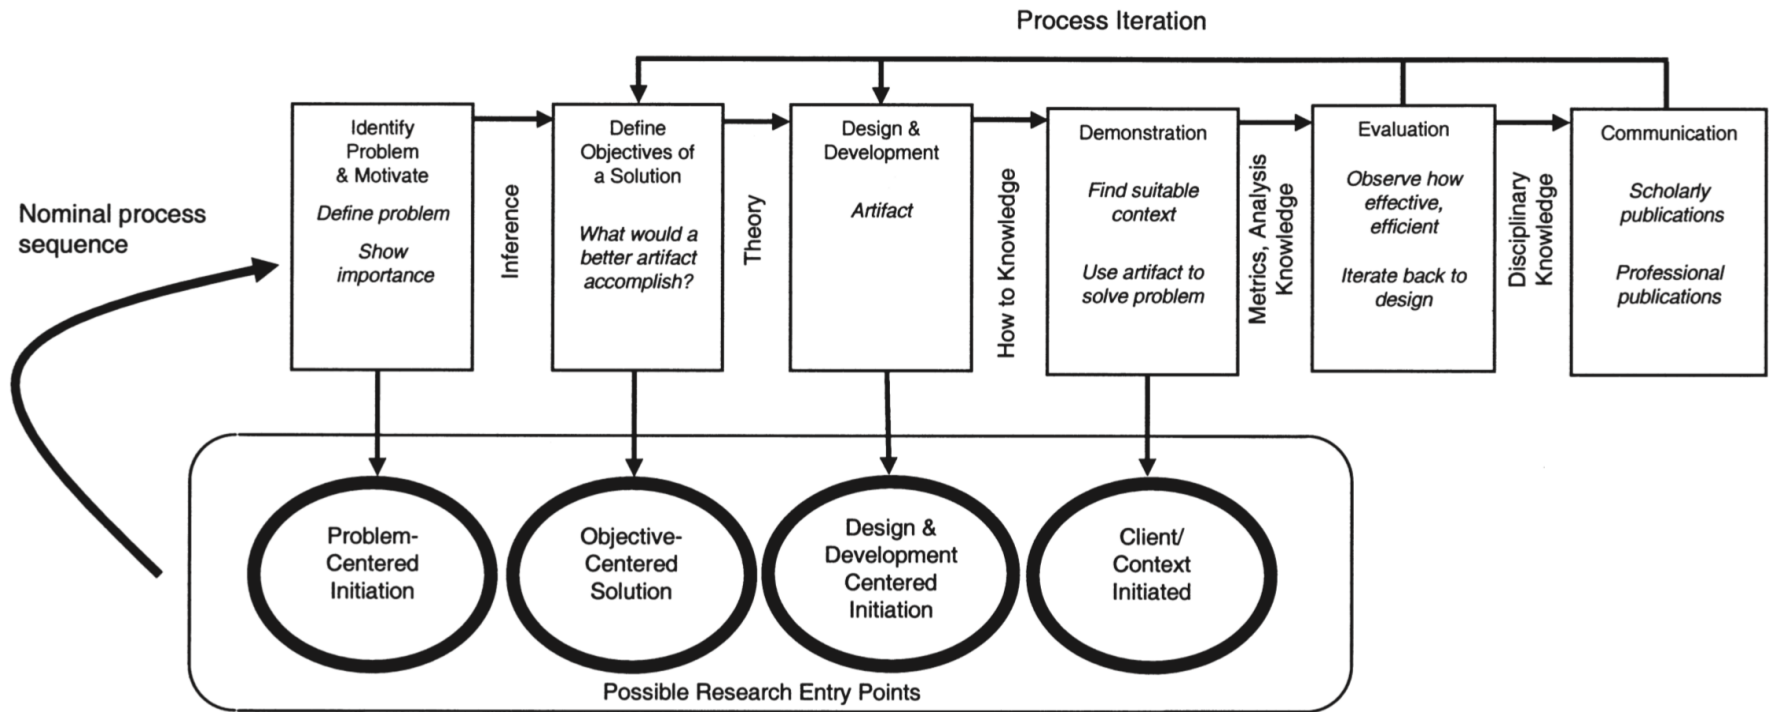 Process Iteration
Nominal process
sequence
Identify
Problem
& Motivate
Define problem
Show
importance
Inference
Define
Objectives of
a Solution
What would a
better artifact
accomplish?
Theory
Design &
Development
Artifact
How to Knowledge
Demonstration
Find suitable
context
Use artifact to
solve problem
Metrics, Analysis
Knowledge
Evaluation
Observe how
effective,
efficient
Iterate back to
design
Disciplinary
Knowledge
Communication
Scholarly
publications
Professional
publications
Problem-
Centered
Initiation
Objective-
Centered
Solution
Design &
Development
Centered
Initiation
Client/
Context
Initiated
Possible Research Entry Points